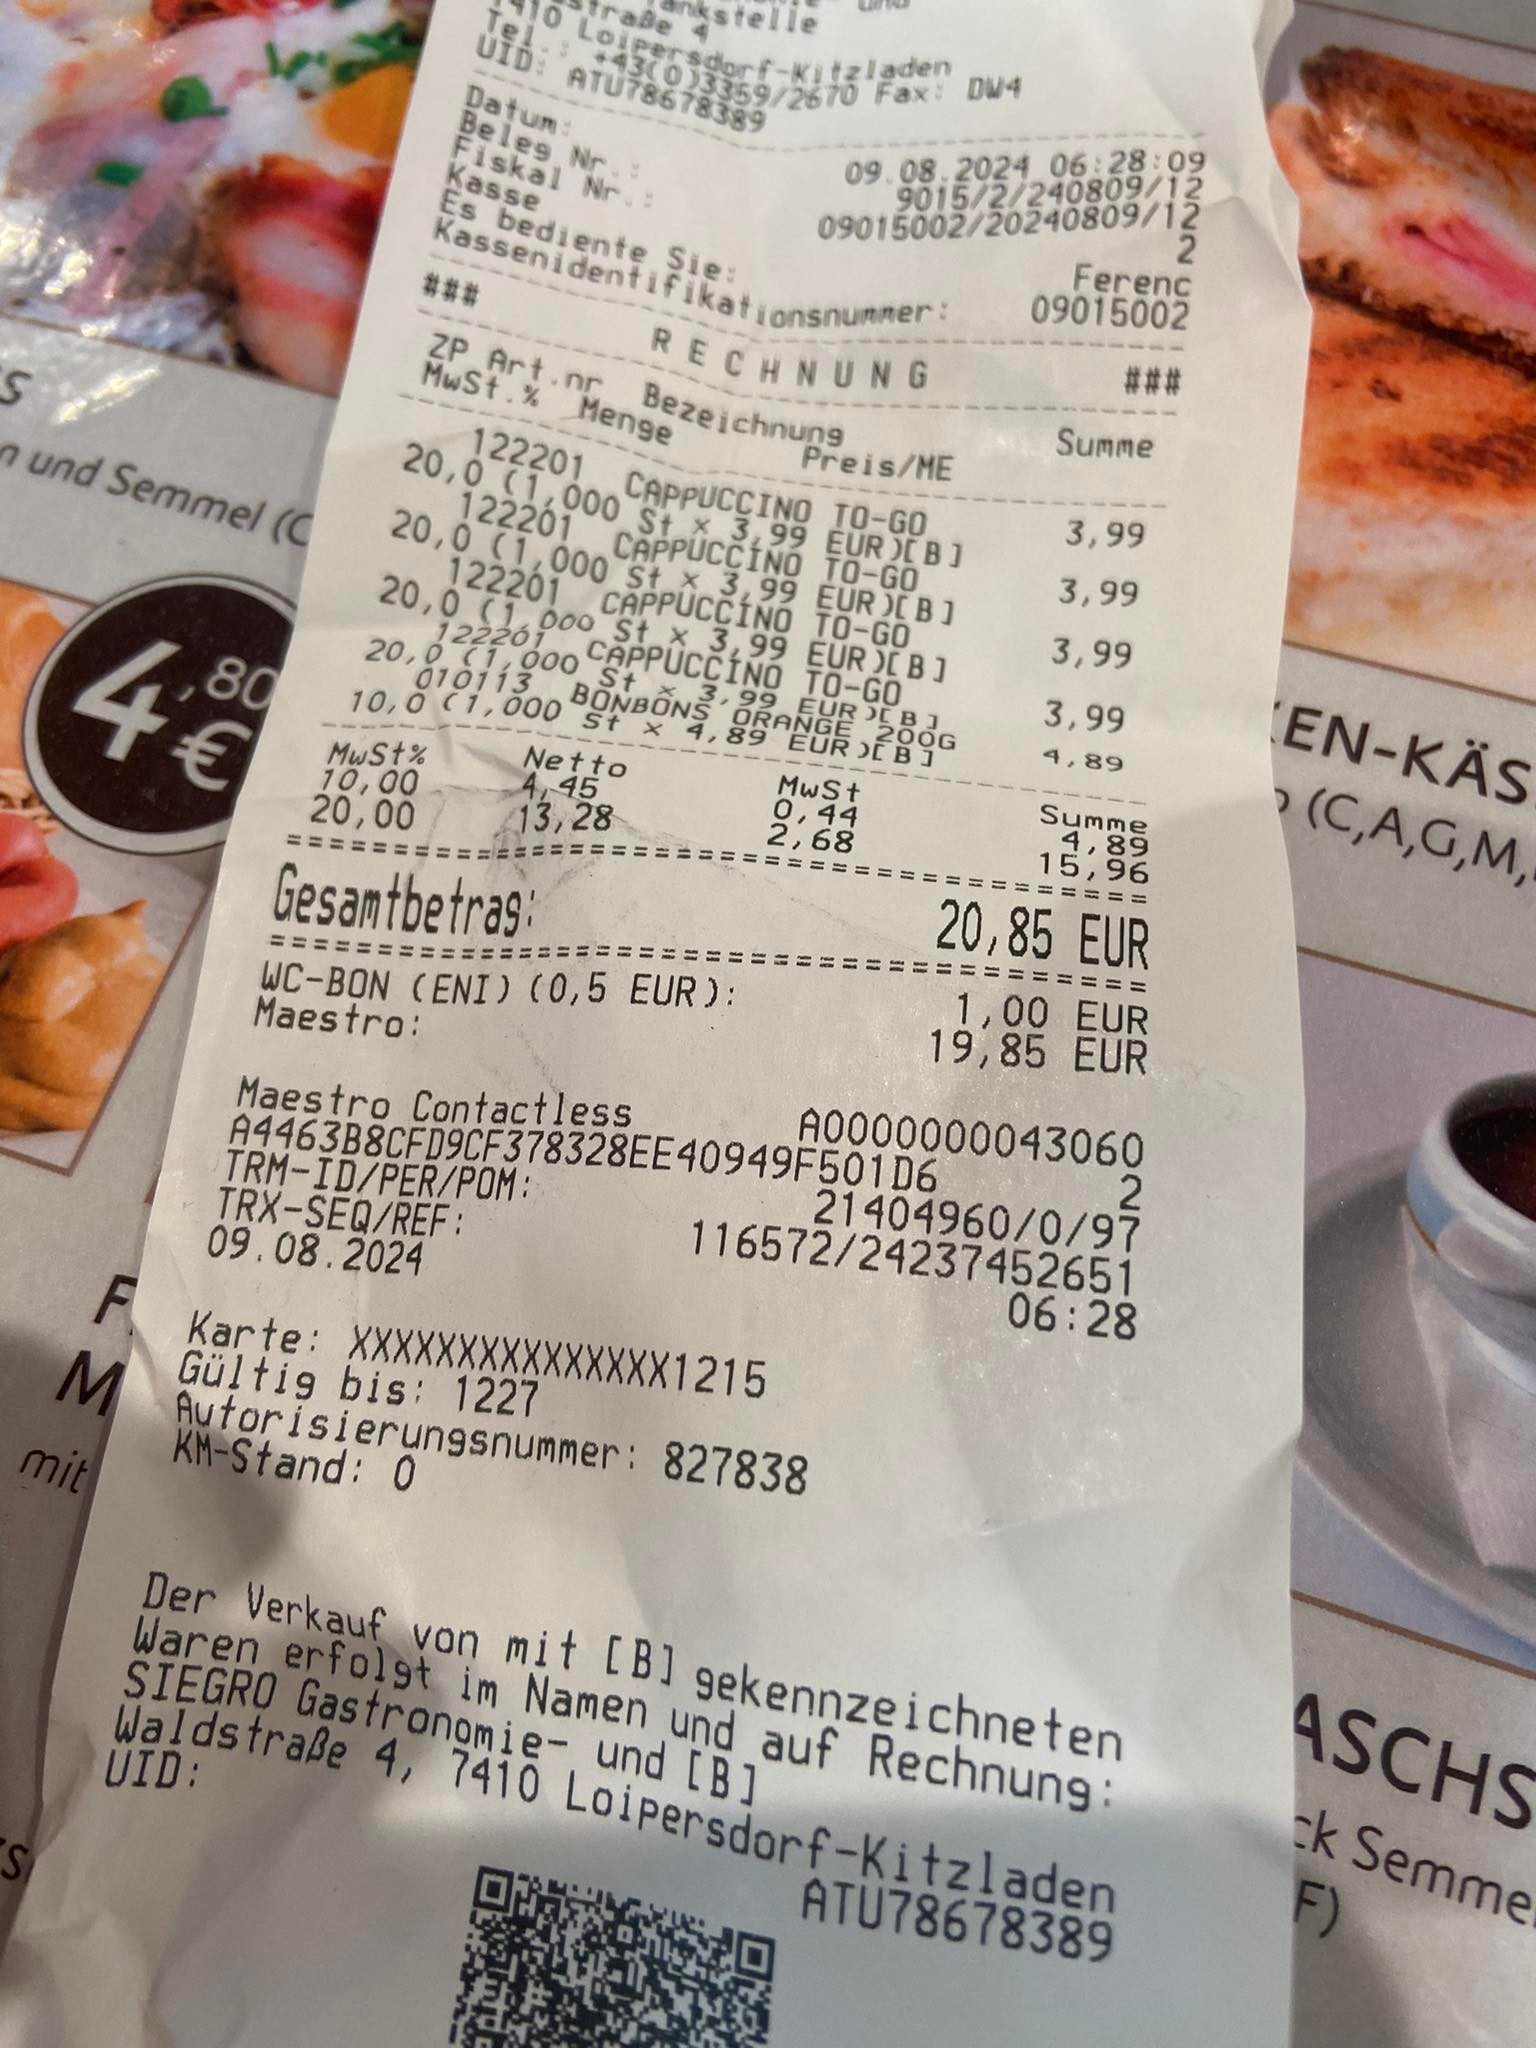 ankstelle
straße 4
7410 Loipersdorf-Kitzladen
Tel.: +43(0)3359/2670 Fax: DW4
UID: ATU78678389
Datum: 09.08.2024 06:28:09
Beleg Nr.: 9015/2/240809/12
Fiskal Nr.: 09015002/20240809/12
Kasse 2
Es bediente Sie: Ferenc
Kassenidentifikationsnummer: 09015002
### RECHNUNG ###
ZP Art.nr Bezeichnung Summe
MwSt.% Menge Preis/ME
122201 CAPPUCCINO TO-GO 3,99
20,0 (1,000 St x 3,99 EUR)[B]
122201 CAPPUCCINO TO-GO 3,99
20,0 (1,000 St x 3,99 EUR)[B]
122201 CAPPUCCINO TO-GO 3,99
20,0 (1,000 St x 3,99 EUR)[B]
122201 CAPPUCCINO TO-GO 3,99
20,0 (1,000 St x 3,99 EUR)[B]
010113 BONBONS ORANGE 200G 4,89
10,0 (1,000 St x 4,89 EUR)[B]
MwSt% Netto MwSt Summe
10,00 4,45 0,44 4,89
20,00 13,28 2,68 15,96
Gesamtbetrag: 20,85 EUR
WC-BON (ENI) (0,5 EUR): 1,00 EUR
Maestro: 19,85 EUR
Maestro Contactless A0000000043060
A4463B8CFD9CF378328EE40949F501D6 2
TRM-ID/PER/POM: 21404960/0/97
TRX-SEQ/REF: 116572/24237452651
09.08.2024 06:28
Karte: XXXXXXXXXXXXXXX1215
Gültig bis: 1227
Autorisierungsnummer: 827838
KM-Stand: 0
Der Verkauf von mit [B] gekennzeichneten
Waren erfolgt im Namen und auf Rechnung:
SIEGRO Gastronomie- und [B]
Waldstraße 4, 7410 Loipersdorf-Kitzladen
UID: ATU78678389
n und Semmel (C
4,80 €
mit
EN-KÄS
(C,A,G,M,
ASCHS
ck Semme
F)